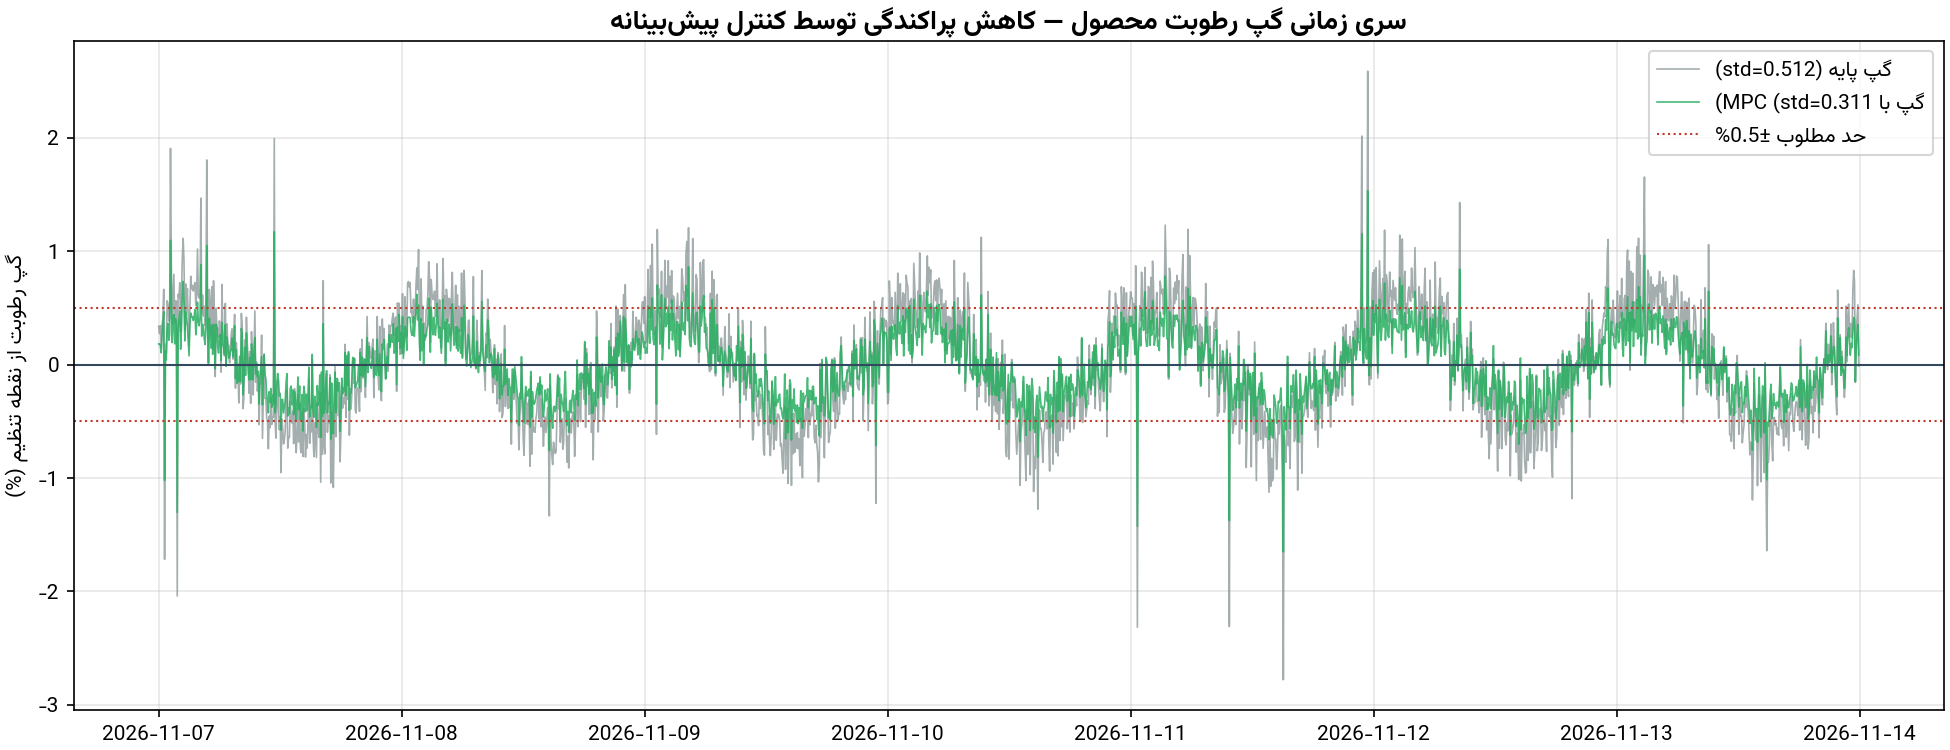 سری زمانی گپ رطوبت محصول — کاهش پراکندگی توسط کنترل پیش‌بینانه
گپ پایه (std=0.512)
گپ با MPC (std=0.311)
حد مطلوب ±0.5%
گپ رطوبت از نقطه تنظیم (%)
2
1
0
-1
-2
-3
2026-11-07
2026-11-08
2026-11-09
2026-11-10
2026-11-11
2026-11-12
2026-11-13
2026-11-14